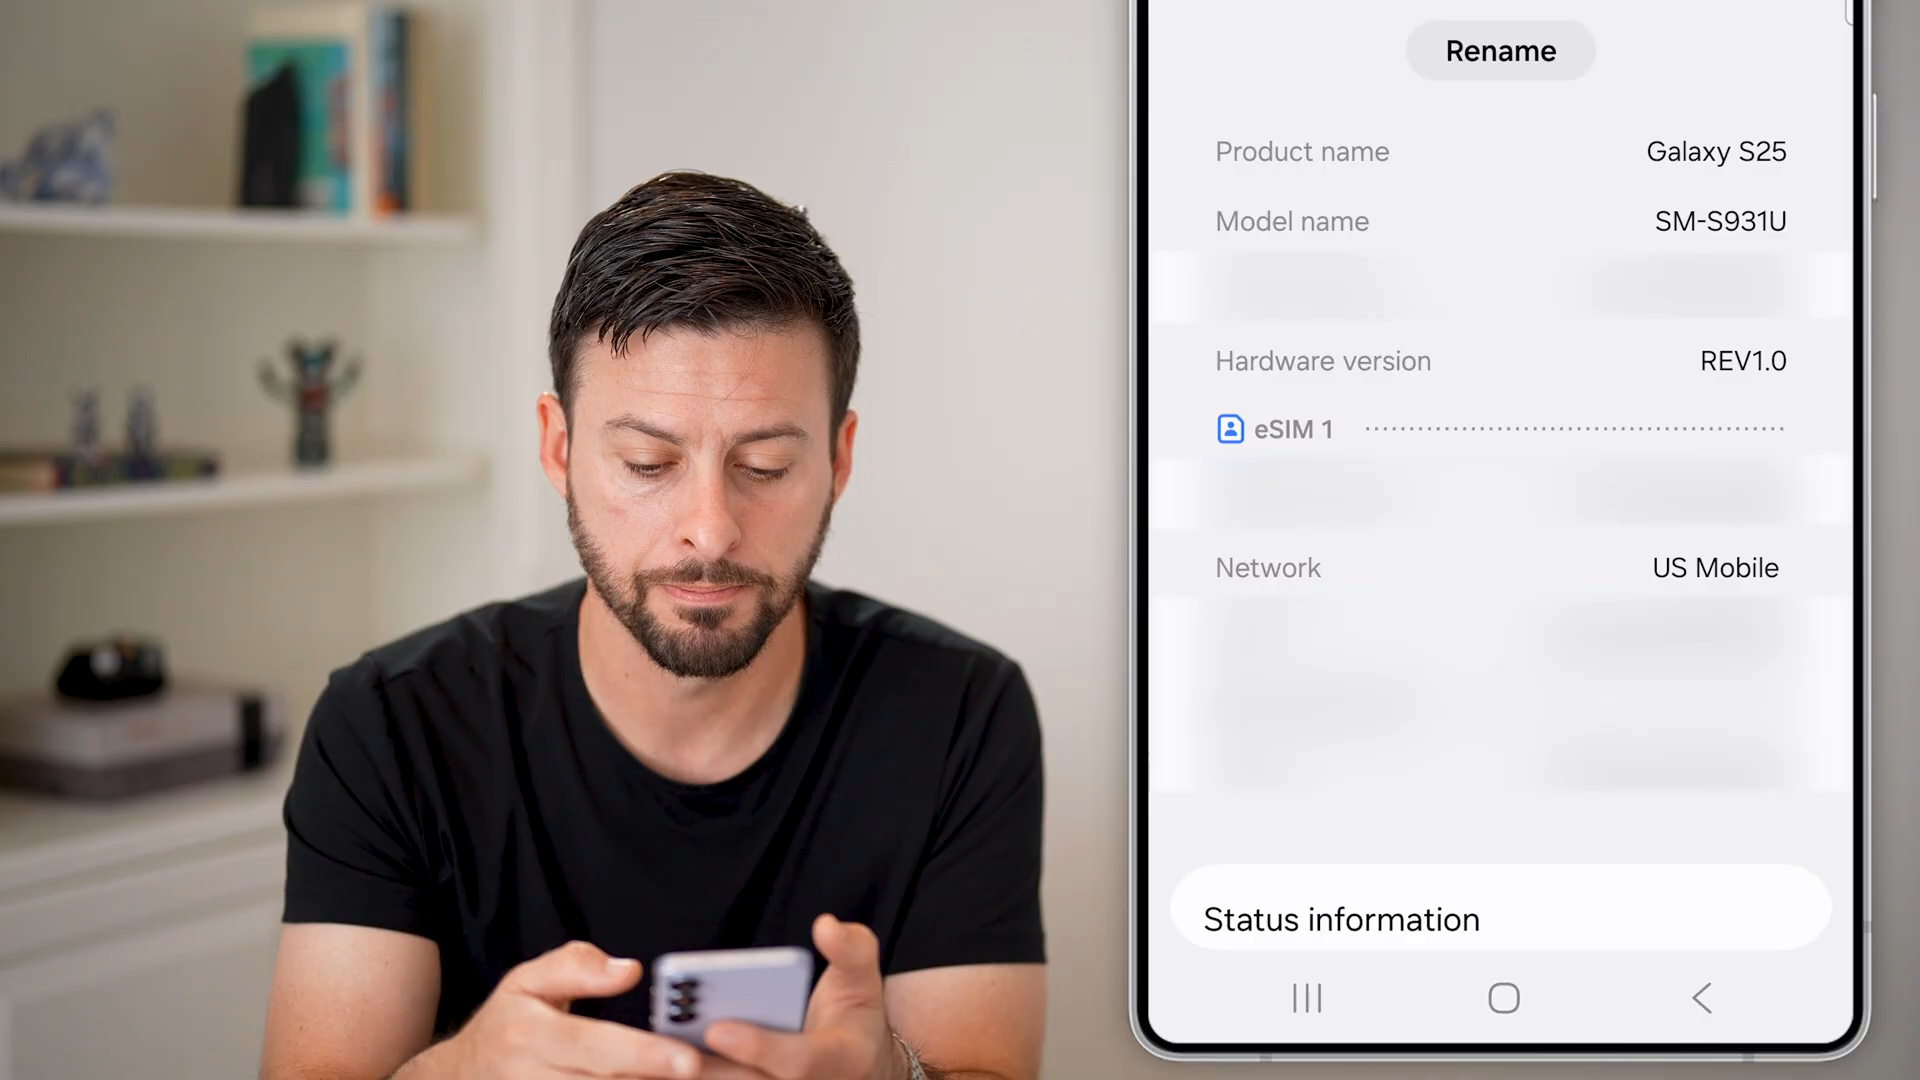 Rename
Product name Galaxy S25
Model name SM-S931U
Hardware version REV1.0
eSIM 1
Network US Mobile
Status information